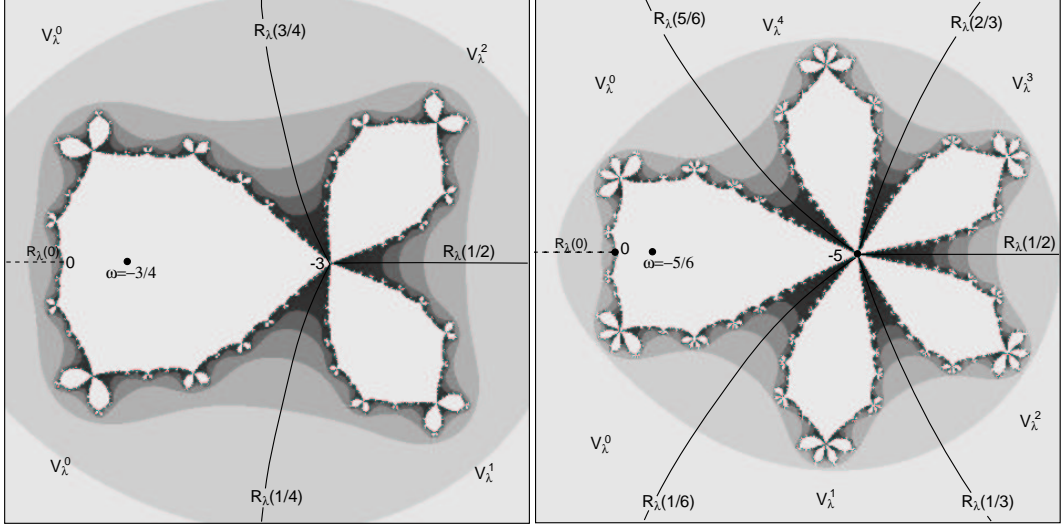 V_λ^0
R_λ(3/4)
V_λ^2
R_λ(0)
0
ω=−3/4
-3
R_λ(1/2)
V_λ^0
R_λ(1/4)
V_λ^1
R_λ(5/6)
V_λ^4
R_λ(2/3)
V_λ^0
V_λ^3
R_λ(0)
0
ω=−5/6
-5
R_λ(1/2)
V_λ^0
V_λ^2
R_λ(1/6)
V_λ^1
R_λ(1/3)